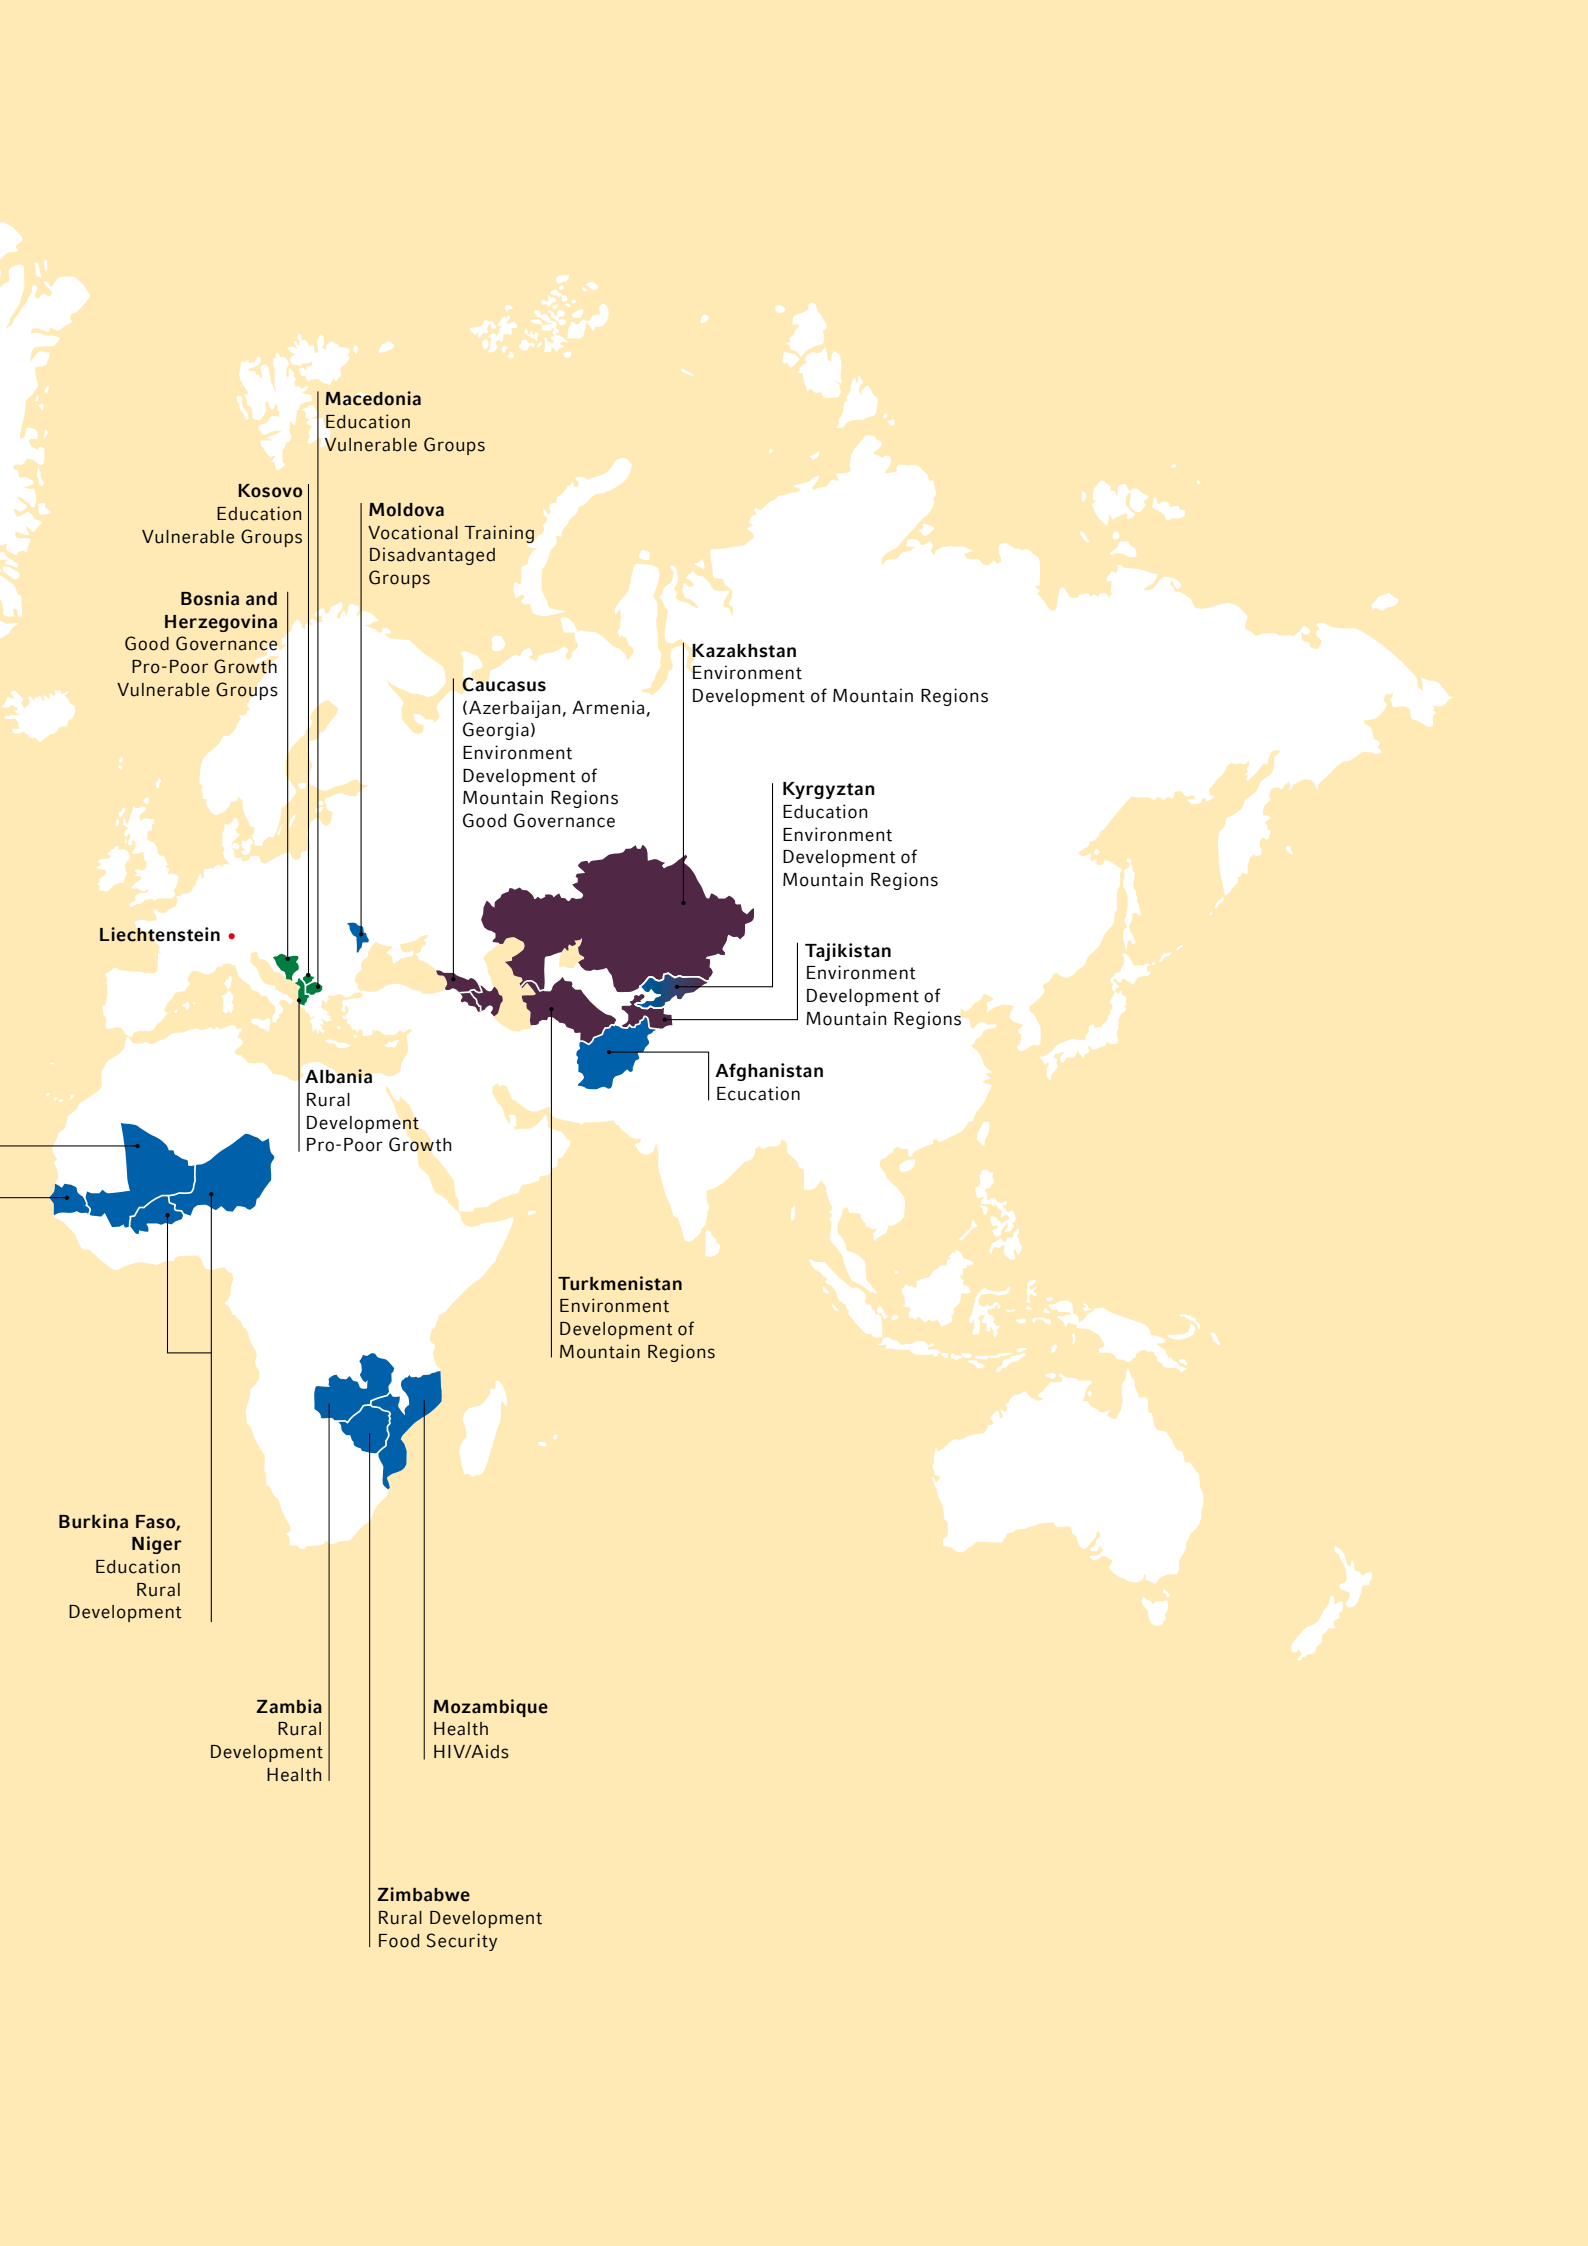 Macedonia
Education
Vulnerable Groups
Kosovo
Education
Vulnerable Groups
Moldova
Vocational Training
Disadvantaged
Groups
Bosnia and
Herzegovina
Good Governance
Pro-Poor Growth
Vulnerable Groups
Kazakhstan
Environment
Development of Mountain Regions
Caucasus
(Azerbaijan, Armenia,
Georgia)
Environment
Development of
Mountain Regions
Good Governance
Kyrgyztan
Education
Environment
Development of
Mountain Regions
Liechtenstein
Tajikistan
Environment
Development of
Mountain Regions
Afghanistan
Ecucation
Albania
Rural
Development
Pro-Poor Growth
Turkmenistan
Environment
Development of
Mountain Regions
Burkina Faso,
Niger
Education
Rural
Development
Zambia
Rural
Development
Health
Mozambique
Health
HIV/Aids
Zimbabwe
Rural Development
Food Security